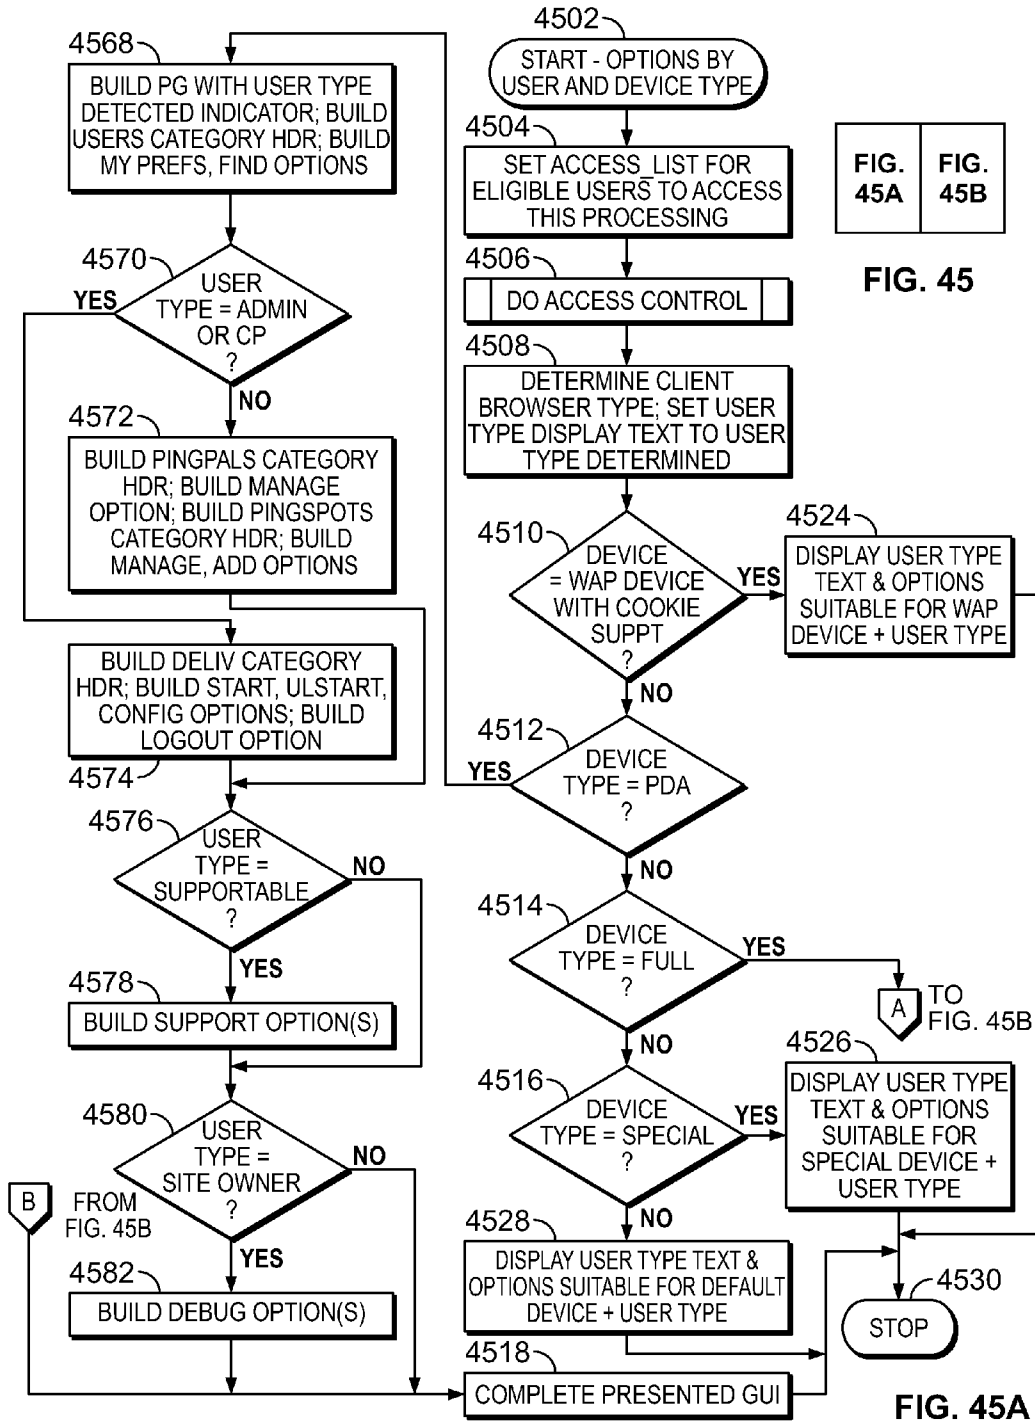 4502
START - OPTIONS BY
USER AND DEVICE TYPE
4504
SET ACCESS_LIST FOR
ELIGIBLE USERS TO ACCESS
THIS PROCESSING
4506
DO ACCESS CONTROL
4508
DETERMINE CLIENT
BROWSER TYPE; SET USER
TYPE DISPLAY TEXT TO USER
TYPE DETERMINED
4510
DEVICE
= WAP DEVICE
WITH COOKIE
SUPPT
?
YES
NO
4524
DISPLAY USER TYPE
TEXT & OPTIONS
SUITABLE FOR WAP
DEVICE + USER TYPE
4512
DEVICE
TYPE = PDA
?
YES
NO
4514
DEVICE
TYPE = FULL
?
YES
NO
A
TO
FIG. 45B
4516
DEVICE
TYPE = SPECIAL
?
YES
NO
4526
DISPLAY USER TYPE
TEXT & OPTIONS
SUITABLE FOR
SPECIAL DEVICE +
USER TYPE
4528
DISPLAY USER TYPE TEXT &
OPTIONS SUITABLE FOR DEFAULT
DEVICE + USER TYPE
4530
STOP
4568
BUILD PG WITH USER TYPE
DETECTED INDICATOR; BUILD
USERS CATEGORY HDR; BUILD
MY PREFS, FIND OPTIONS
4570
USER
TYPE = ADMIN
OR CP
?
YES
NO
4572
BUILD PINGPALS CATEGORY
HDR; BUILD MANAGE
OPTION; BUILD PINGSPOTS
CATEGORY HDR; BUILD
MANAGE, ADD OPTIONS
BUILD DELIV CATEGORY
HDR; BUILD START, ULSTART,
CONFIG OPTIONS; BUILD
LOGOUT OPTION
4574
4576
USER
TYPE =
SUPPORTABLE
?
NO
YES
4578
BUILD SUPPORT OPTION(S)
4580
USER
TYPE =
SITE OWNER
?
NO
YES
B
FROM
FIG. 45B
4582
BUILD DEBUG OPTION(S)
4518
COMPLETE PRESENTED GUI
FIG.
45A
FIG.
45B
FIG. 45
FIG. 45A